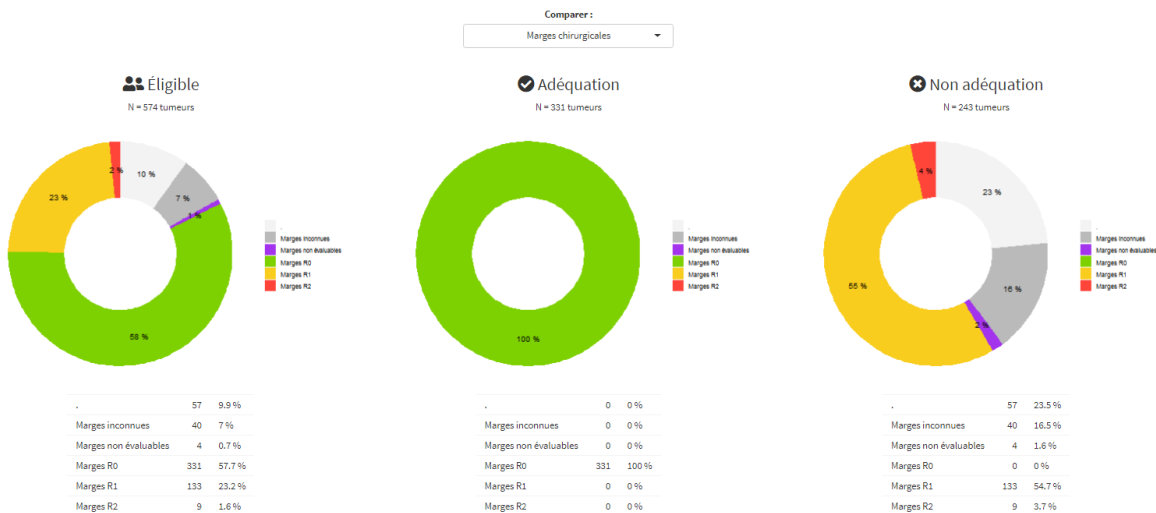 Comparer :
Marges chirurgicales
Éligible
N = 574 tumeurs
2 %
10 %
7 %
1 %
23 %
58 %
.
Marges inconnues
Marges non évaluables
Marges R0
Marges R1
Marges R2
. 57 9.9 %
Marges inconnues 40 7 %
Marges non évaluables 4 0.7 %
Marges R0 331 57.7 %
Marges R1 133 23.2 %
Marges R2 9 1.6 %
Adéquation
N = 331 tumeurs
100 %
.
Marges inconnues
Marges non évaluables
Marges R0
Marges R1
Marges R2
. 0 0 %
Marges inconnues 0 0 %
Marges non évaluables 0 0 %
Marges R0 331 100 %
Marges R1 0 0 %
Marges R2 0 0 %
Non adéquation
N = 243 tumeurs
4 %
23 %
55 %
16 %
2 %
.
Marges inconnues
Marges non évaluables
Marges R0
Marges R1
Marges R2
. 57 23.5 %
Marges inconnues 40 16.5 %
Marges non évaluables 4 1.6 %
Marges R0 0 0 %
Marges R1 133 54.7 %
Marges R2 9 3.7 %